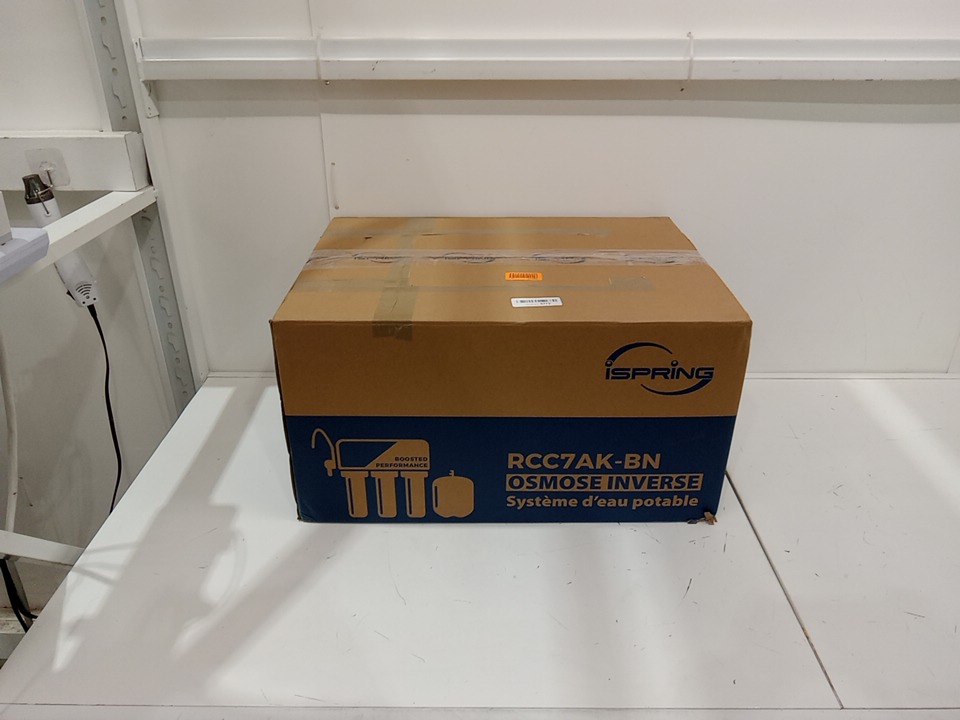 iSPRING
BOOSTED
PERFORMANCE
RCC7AK-BN
OSMOSE INVERSE
Système d'eau potable